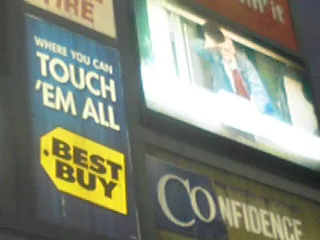 WHERE YOU CAN
TOUCH
'EM ALL
BEST
BUY
CONFIDENCE